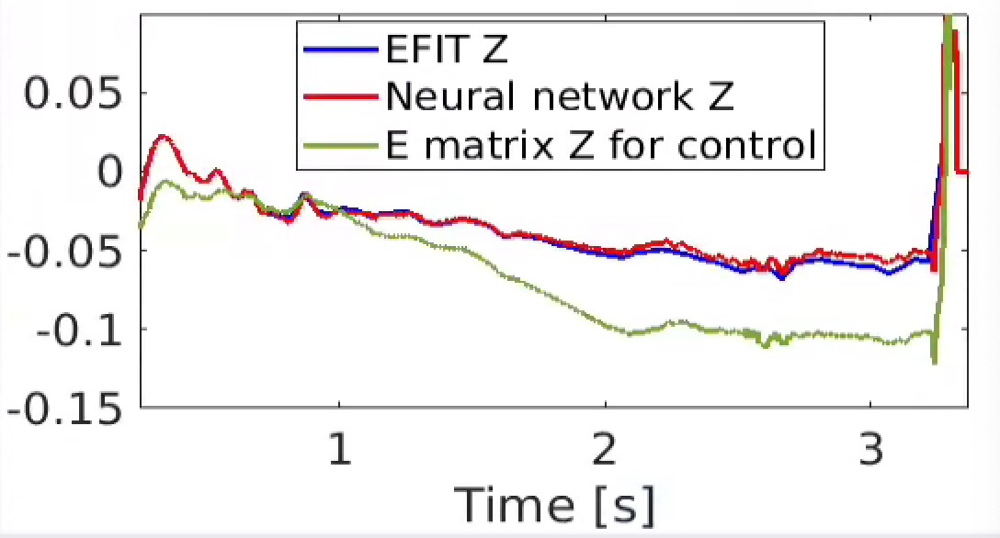 EFIT Z
Neural network Z
E matrix Z for control
0.05
0
-0.05
-0.1
-0.15
1 2 3
Time [s]